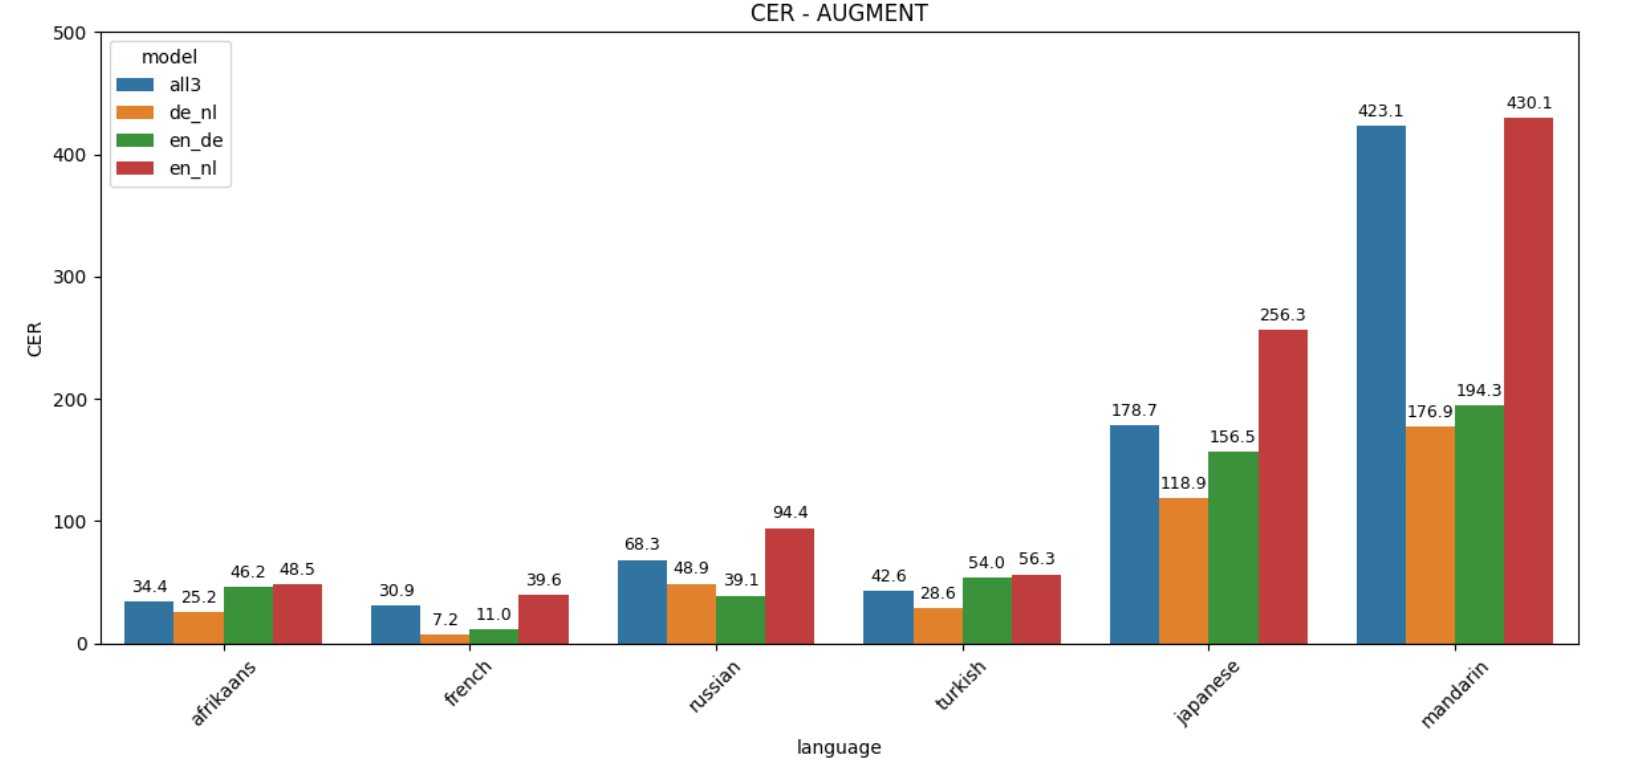 CER - AUGMENT
500
400
300
200
100
0
CER
model
all3
de_nl
en_de
en_nl
34.4
25.2
46.2
48.5
30.9
7.2
11.0
39.6
68.3
48.9
39.1
94.4
42.6
28.6
54.0
56.3
178.7
118.9
156.5
256.3
423.1
176.9
194.3
430.1
afrikaans
french
russian
turkish
japanese
mandarin
language